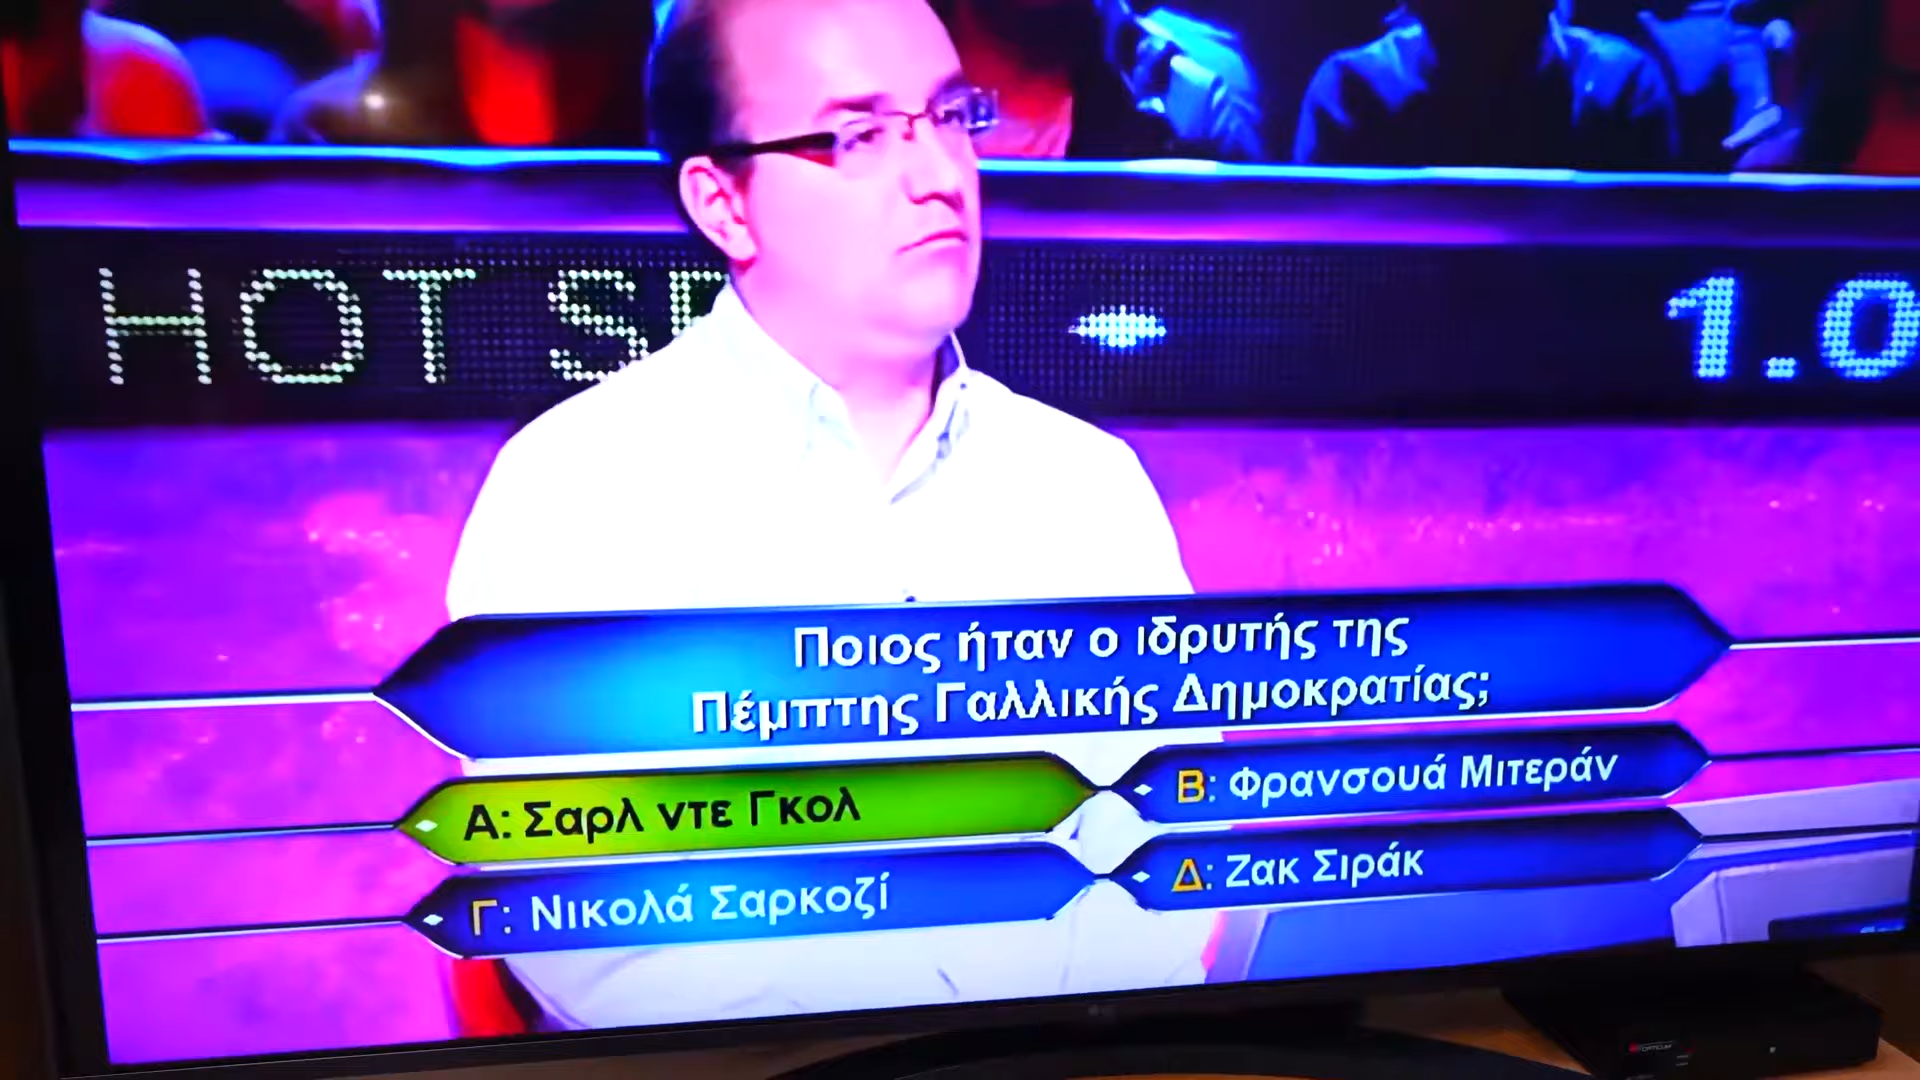 HOT S
1.0
Ποιος ήταν ο ιδρυτής της
Πέμπτης Γαλλικής Δημοκρατίας;
Α: Σαρλ ντε Γκολ
Β: Φρανσουά Μιτεράν
Γ: Νικολά Σαρκοζί
Δ: Ζακ Σιράκ
OPTICUM